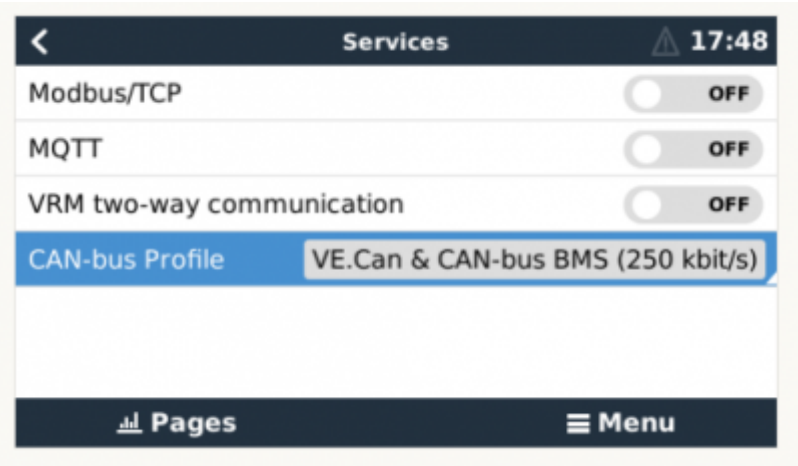 Services 17:48
Modbus/TCP OFF
MQTT OFF
VRM two-way communication OFF
CAN-bus Profile VE.Can & CAN-bus BMS (250 kbit/s)
Pages Menu